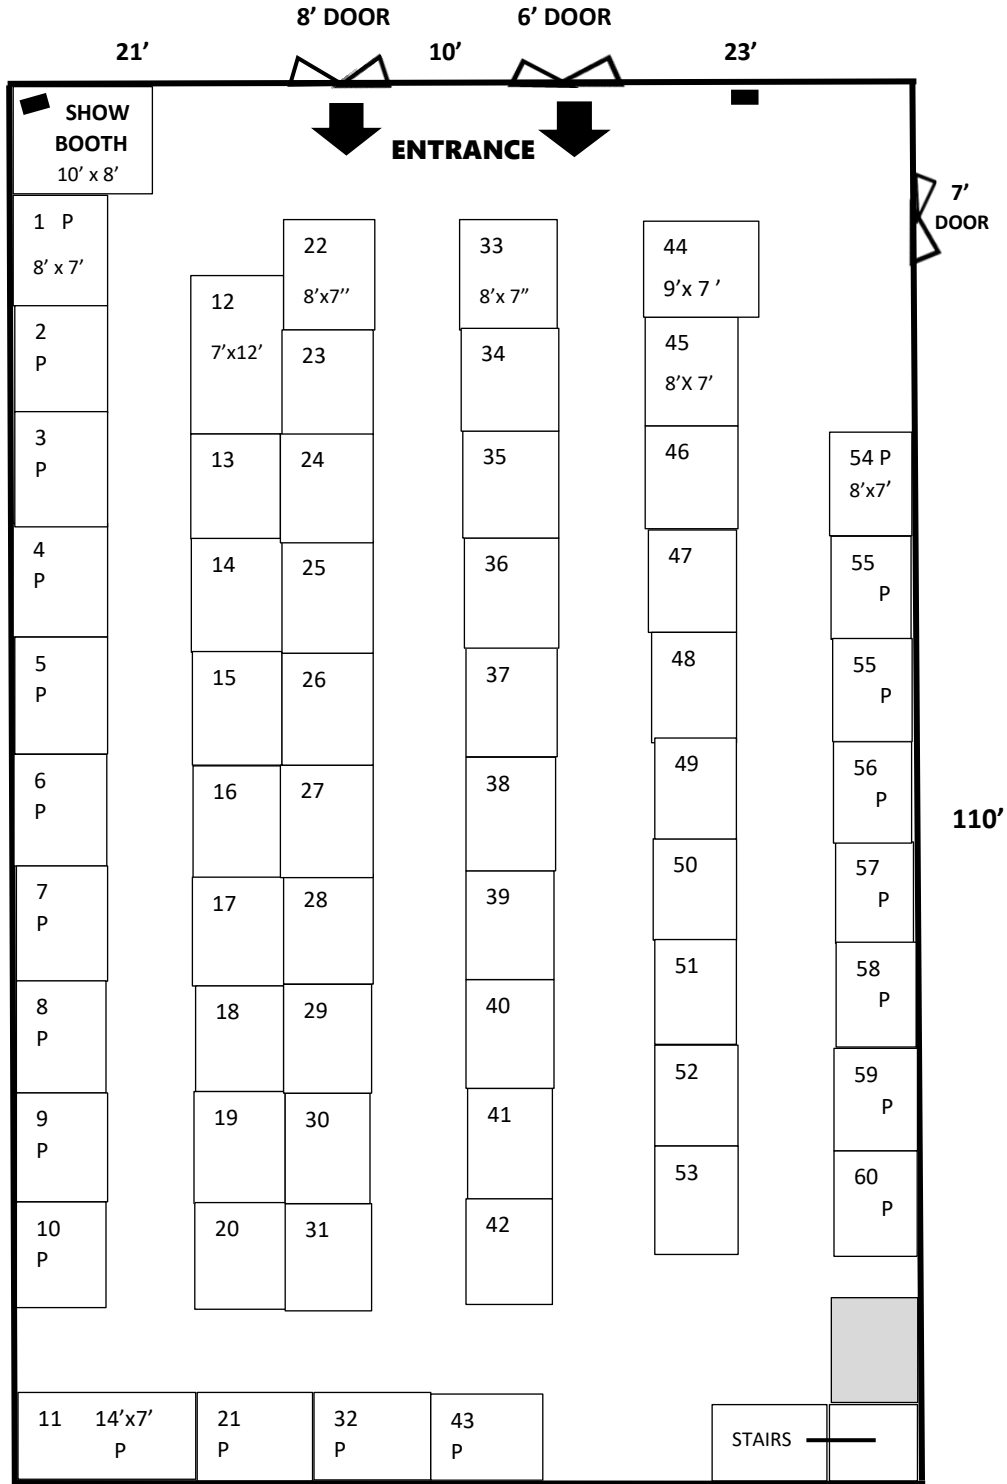 8’ DOOR 6’ DOOR
21’ 10’ 23’
SHOW
BOOTH
10’ x 8’
ENTRANCE
7’
DOOR
1 P
8’ x 7’
2
P
3
P
4
P
5
P
6
P
7
P
8
P
9
P
10
P
11 14’x7’
P
12
7’x12’
13
14
15
16
17
18
19
20
21
P
22
8’x7’’
23
24
25
26
27
28
29
30
31
32
P
33
8’x 7”
34
35
36
37
38
39
40
41
42
43
P
44
9’x 7 ’
45
8’X 7’
46
47
48
49
50
51
52
53
54 P
8’x7’
55
P
55
P
56
P
57
P
58
P
59
P
60
P
110’
STAIRS